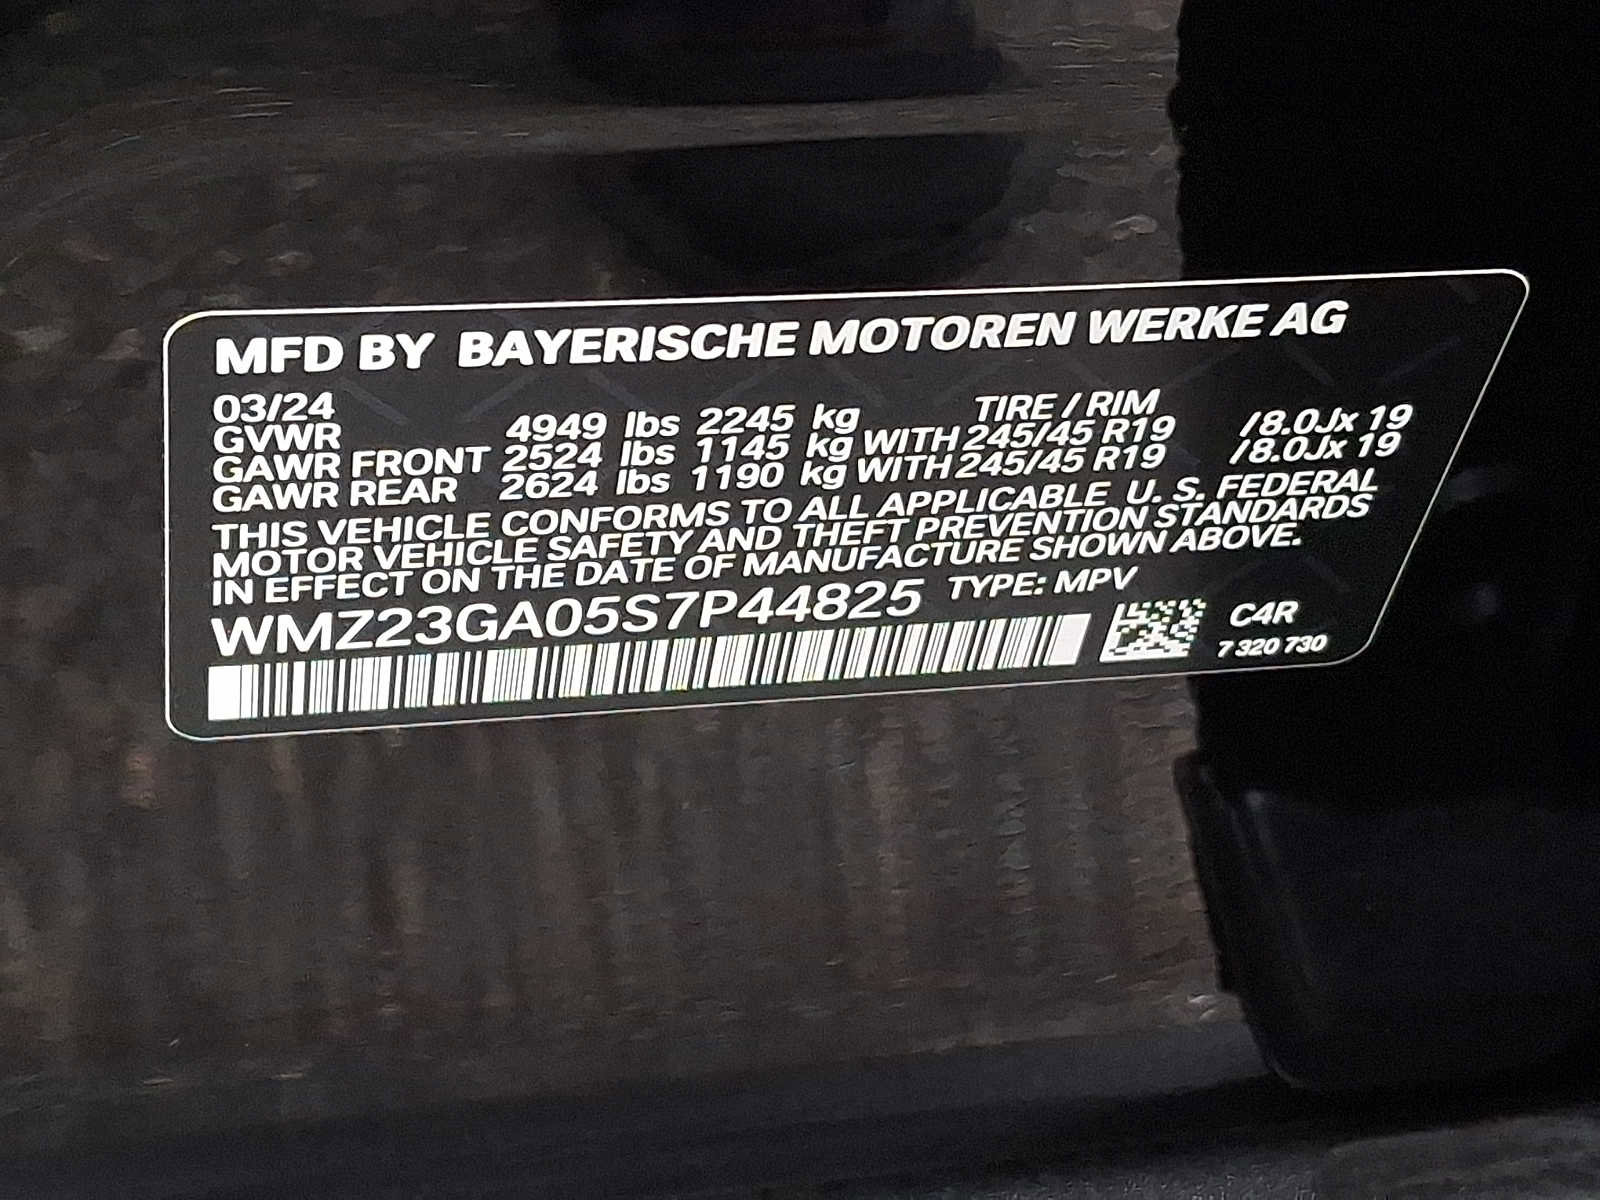 MFD BY BAYERISCHE MOTOREN WERKE AG
03/24 TIRE / RIM
GVWR 4949 lbs 2245 kg
GAWR FRONT 2524 lbs 1145 kg WITH 245/45 R19 /8.0Jx 19
GAWR REAR 2624 lbs 1190 kg WITH 245/45 R19 /8.0Jx 19
THIS VEHICLE CONFORMS TO ALL APPLICABLE U. S. FEDERAL
MOTOR VEHICLE SAFETY AND THEFT PREVENTION STANDARDS
IN EFFECT ON THE DATE OF MANUFACTURE SHOWN ABOVE.
WMZ23GA05S7P44825 TYPE: MPV
C4R
7 320 730